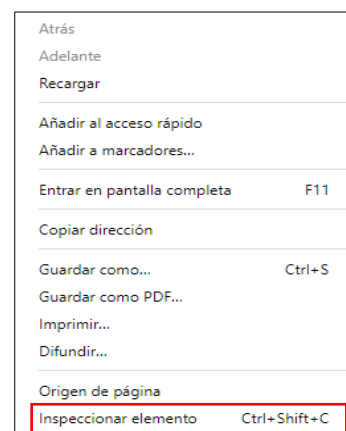 Atrás
Adelante
Recargar
Añadir al acceso rápido
Añadir a marcadores...
Entrar en pantalla completa F11
Copiar dirección
Guardar como... Ctrl+S
Guardar como PDF...
Imprimir...
Difundir...
Origen de página
Inspeccionar elemento Ctrl+Shift+C